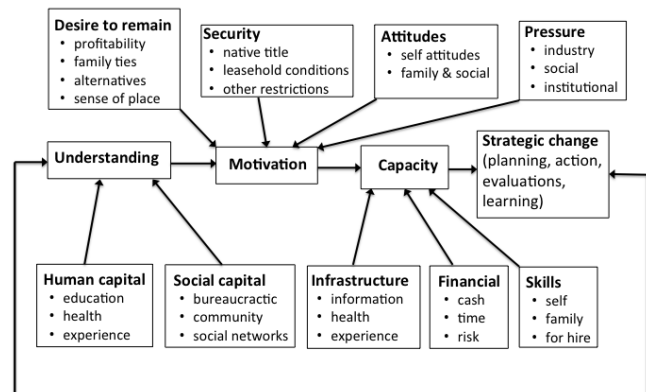 Desire to remain
• profitability
• family ties
• alternatives
• sense of place
Security
• native title
• leasehold conditions
• other restrictions
Attitudes
• self attitudes
• family & social
Pressure
• industry
• social
• institutional
Understanding
Motivation
Capacity
Strategic change
(planning, action,
evaluations,
learning)
Human capital
• education
• health
• experience
Social capital
• bureaucractic
• community
• social networks
Infrastructure
• information
• health
• experience
Financial
• cash
• time
• risk
Skills
• self
• family
• for hire